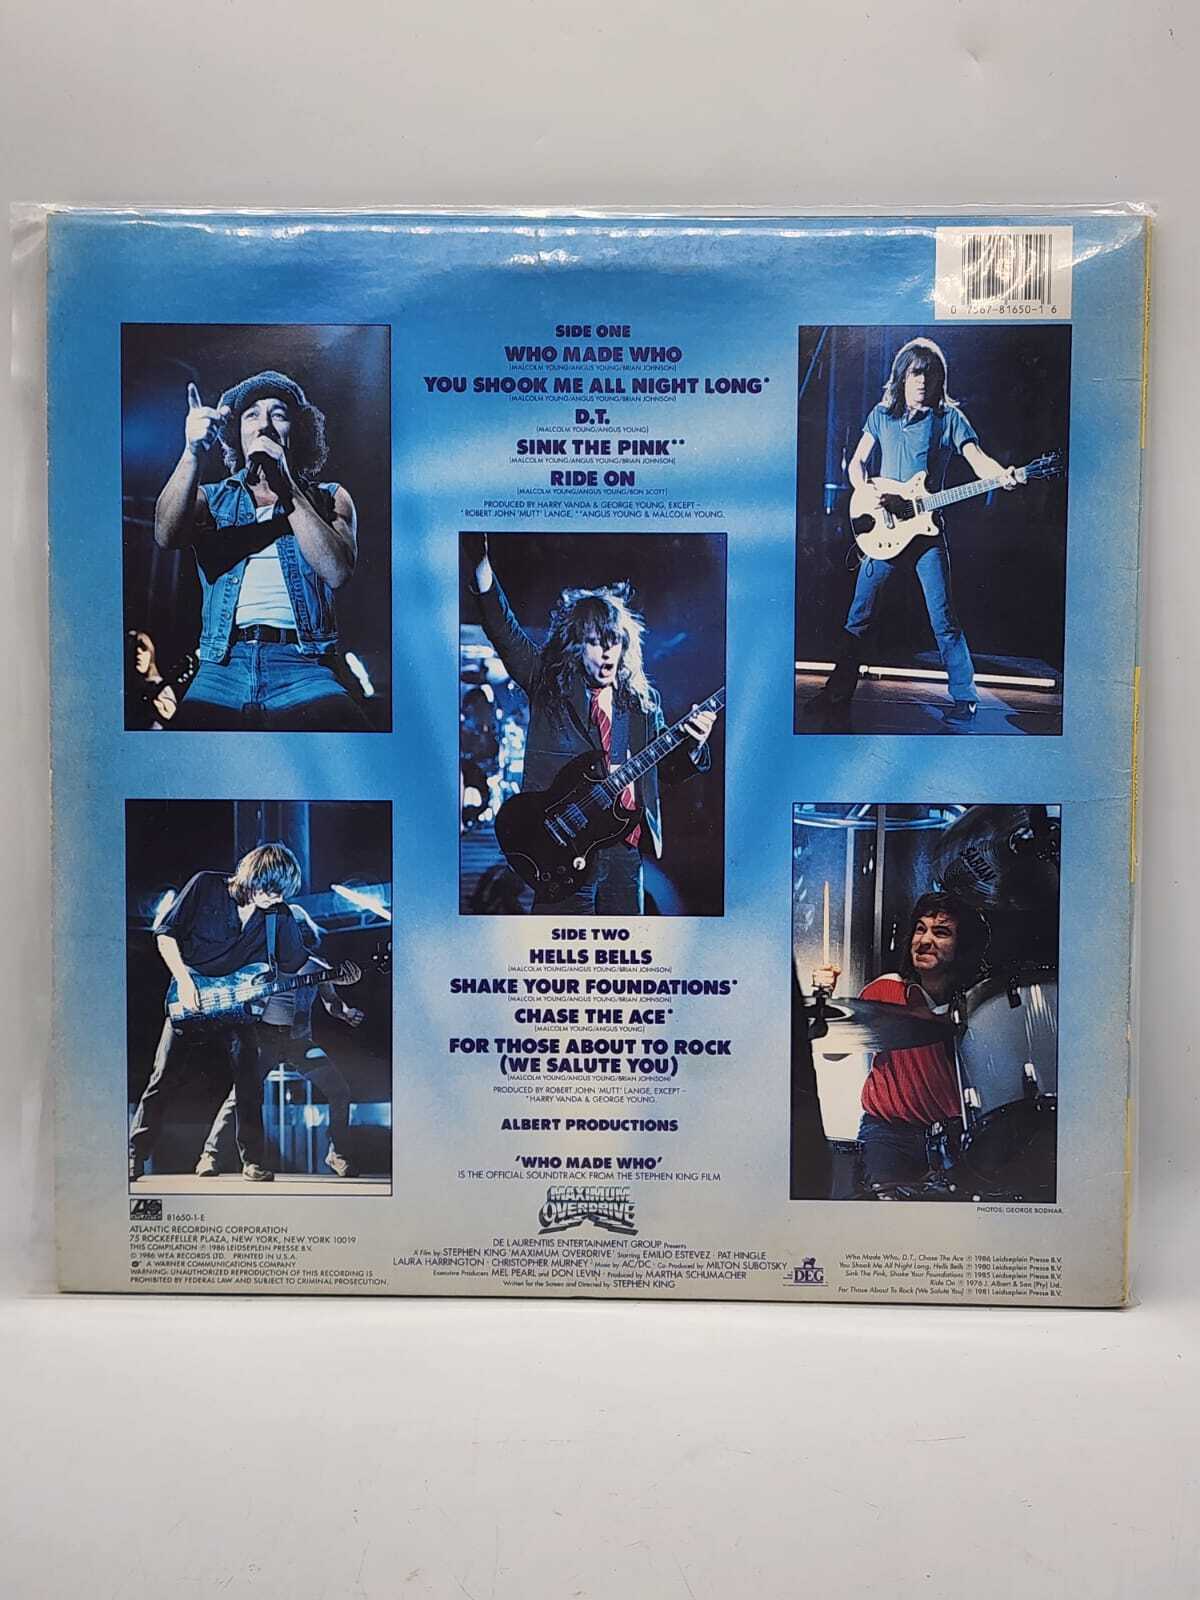 0 7567-81650-1 6
SIDE ONE
WHO MADE WHO
(MALCOLM YOUNG/ANGUS YOUNG/BRIAN JOHNSON)
YOU SHOOK ME ALL NIGHT LONG*
(MALCOLM YOUNG/ANGUS YOUNG/BRIAN JOHNSON)
D.T.
(MALCOLM YOUNG/ANGUS YOUNG)
SINK THE PINK**
(MALCOLM YOUNG/ANGUS YOUNG/BRIAN JOHNSON)
RIDE ON
(MALCOLM YOUNG/ANGUS YOUNG/BON SCOTT)
PRODUCED BY HARRY VANDA & GEORGE YOUNG, EXCEPT –
*ROBERT JOHN 'MUTT' LANGE, **ANGUS YOUNG & MALCOLM YOUNG.
SABIAN
SIDE TWO
HELLS BELLS
(MALCOLM YOUNG/ANGUS YOUNG/BRIAN JOHNSON)
SHAKE YOUR FOUNDATIONS*
(MALCOLM YOUNG/ANGUS YOUNG/BRIAN JOHNSON)
CHASE THE ACE*
(MALCOLM YOUNG/ANGUS YOUNG)
FOR THOSE ABOUT TO ROCK
(WE SALUTE YOU)
(MALCOLM YOUNG/ANGUS YOUNG/BRIAN JOHNSON)
PRODUCED BY ROBERT JOHN 'MUTT' LANGE, EXCEPT –
*HARRY VANDA & GEORGE YOUNG.
ALBERT PRODUCTIONS
'WHO MADE WHO'
IS THE OFFICIAL SOUNDTRACK FROM THE STEPHEN KING FILM
MAXIMUM
OVERDRIVE
DE LAURENTIIS ENTERTAINMENT GROUP Presents
A Film by STEPHEN KING 'MAXIMUM OVERDRIVE' Starring EMILIO ESTEVEZ · PAT HINGLE
LAURA HARRINGTON · CHRISTOPHER MURNEY · Music by AC/DC · Co-Produced by MILTON SUBOTSKY
Executive Producers MEL PEARL and DON LEVIN · Produced by MARTHA SCHUMACHER
Written for the Screen and Directed by STEPHEN KING
DEG
81650-1-E
ATLANTIC RECORDING CORPORATION
75 ROCKEFELLER PLAZA, NEW YORK, NEW YORK 10019
THIS COMPILATION ℗ 1986 LEIDSEPLEIN PRESSE B.V.
© 1986 WEA RECORDS LTD. PRINTED IN U.S.A.
A WARNER COMMUNICATIONS COMPANY
WARNING: UNAUTHORIZED REPRODUCTION OF THIS RECORDING IS
PROHIBITED BY FEDERAL LAW AND SUBJECT TO CRIMINAL PROSECUTION.
PHOTOS: GEORGE BODNAR.
Who Made Who, D.T., Chase The Ace ℗ 1986 Leidseplein Presse B.V.
You Shook Me All Night Long, Hells Bells ℗ 1980 Leidseplein Presse B.V.
Sink The Pink, Shake Your Foundations ℗ 1985 Leidseplein Presse B.V.
Ride On ℗ 1976 J. Albert & Son (Pty) Ltd.
For Those About To Rock (We Salute You) ℗ 1981 Leidseplein Presse B.V.